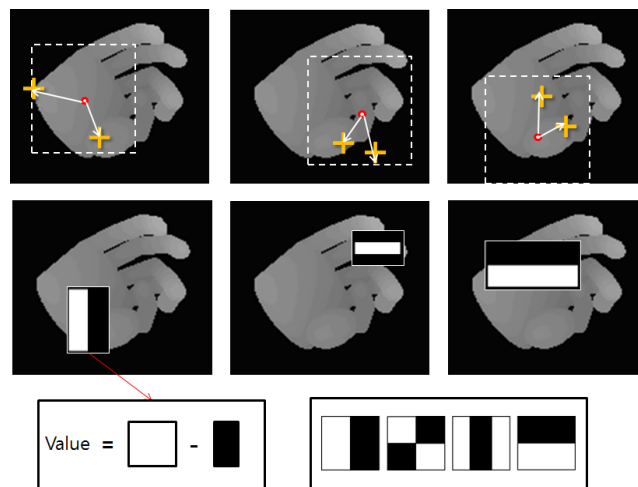 Value = -